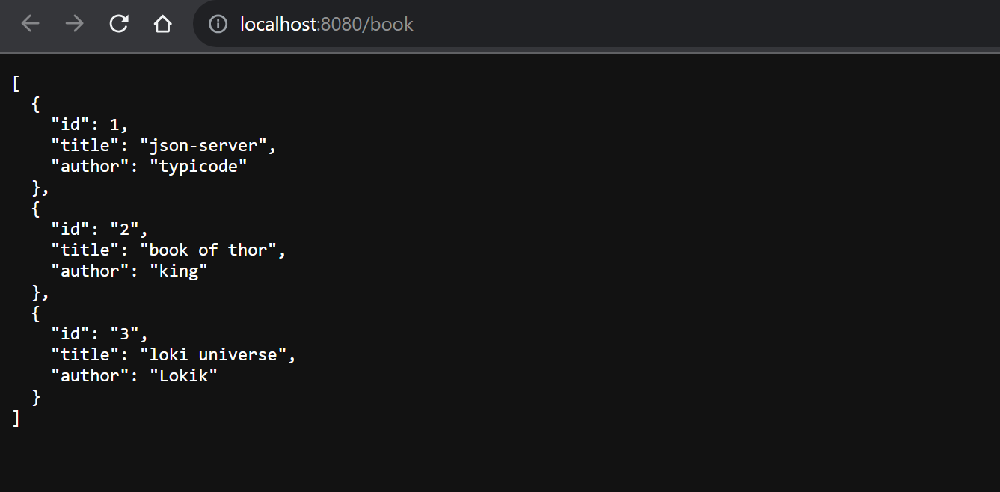 localhost:8080/book
[
  {
    "id": 1,
    "title": "json-server",
    "author": "typicode"
  },
  {
    "id": "2",
    "title": "book of thor",
    "author": "king"
  },
  {
    "id": "3",
    "title": "loki universe",
    "author": "Lokik"
  }
]